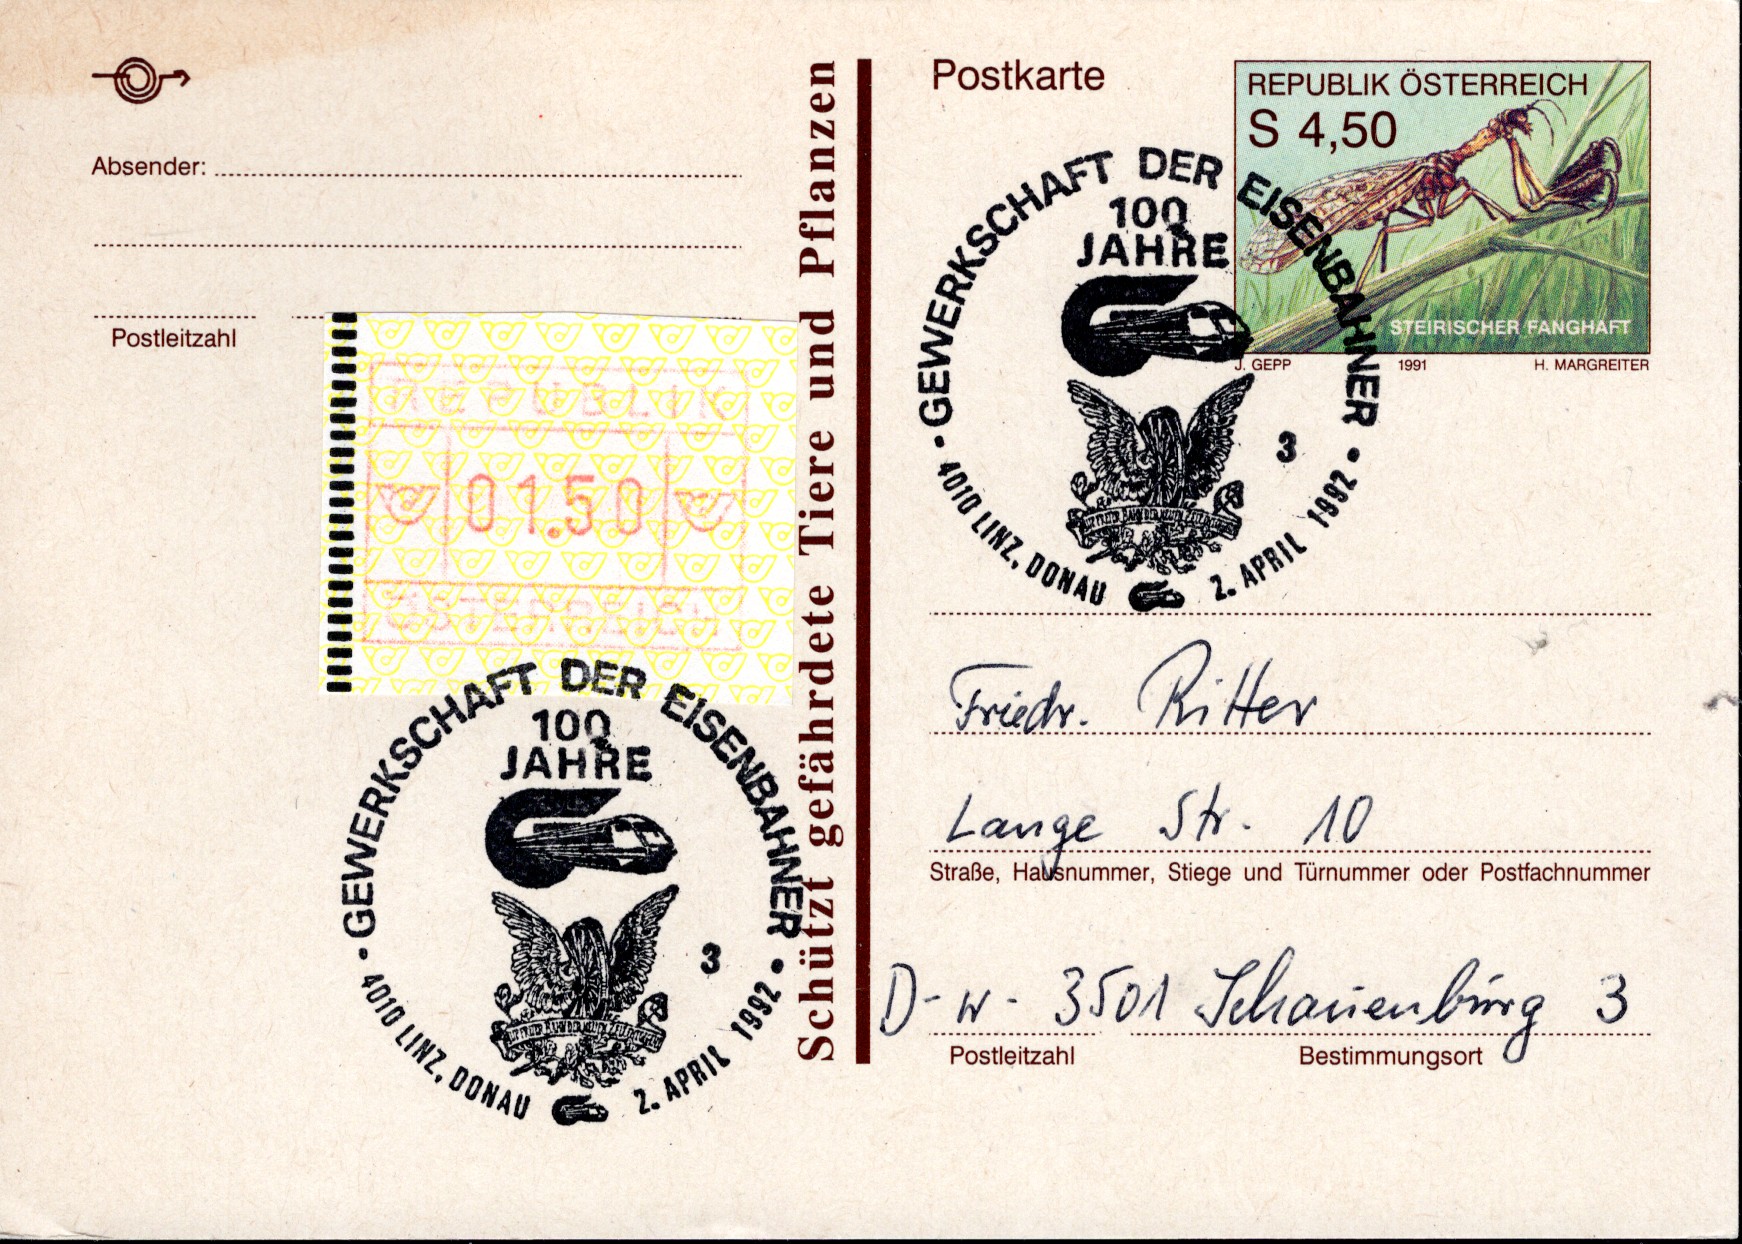 Absender:
Postleitzahl
REPUBLIK
01.50
ÖSTERREICH
GEWERKSCHAFT DER EISENBAHNER
100
JAHRE
3
4010 LINZ, DONAU
2. APRIL 1992
Schützt gefährdete Tiere und Pflanzen
Postkarte
REPUBLIK ÖSTERREICH
S 4,50
STEIRISCHER FANGHAFT
J. GEPP 1991 H. MARGREITER
GEWERKSCHAFT DER EISENBAHNER
100
JAHRE
3
4010 LINZ, DONAU
2. APRIL 1992
Friedr. Ritter
Lange Str. 10
Straße, Hausnummer, Stiege und Türnummer oder Postfachnummer
D-W-3501 Schauenburg 3
Postleitzahl Bestimmungsort